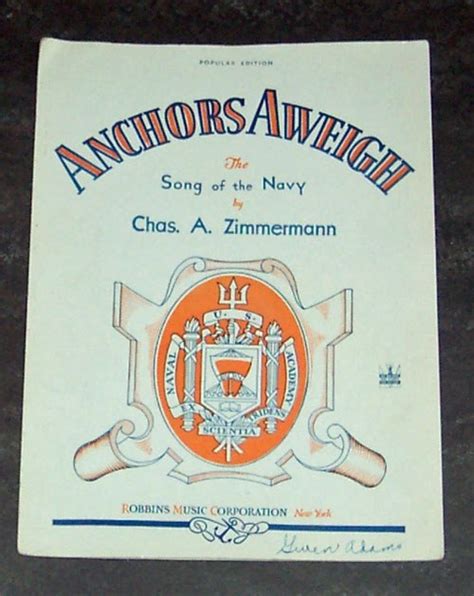 POPULAR EDITION
ANCHORS AWEIGH
The
Song of the Navy
by
Chas. A. Zimmermann
U. S.
NAVAL
ACADEMY
EX
TRIDENS
SCIENTIA
ROBBINS MUSIC CORPORATION New York
Gwen Adams